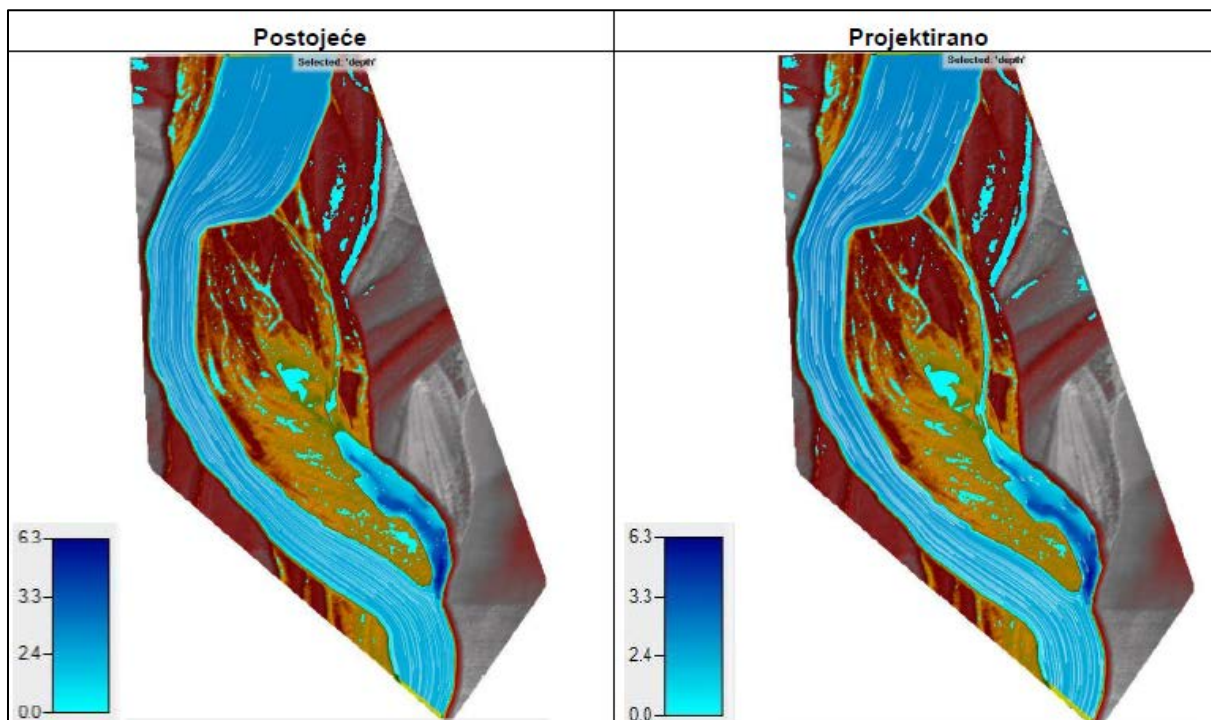 Postojeće
Projektirano
Selected: 'depth'
Selected: 'depth'
6.3
3.3
2.4
0.0
6.3
3.3
2.4
0.0